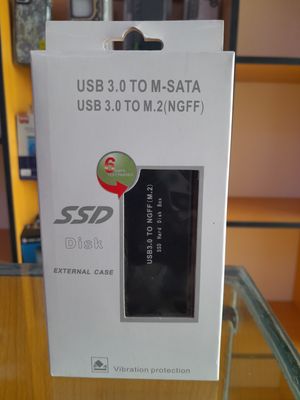 USB 3.0 TO M-SATA
USB 3.0 TO M.2(NGFF)
6
SSD
Disk
EXTERNAL CASE
USB3.0 TO NGFF(M.2)
SSD Hard Disk Box
Vibration protection